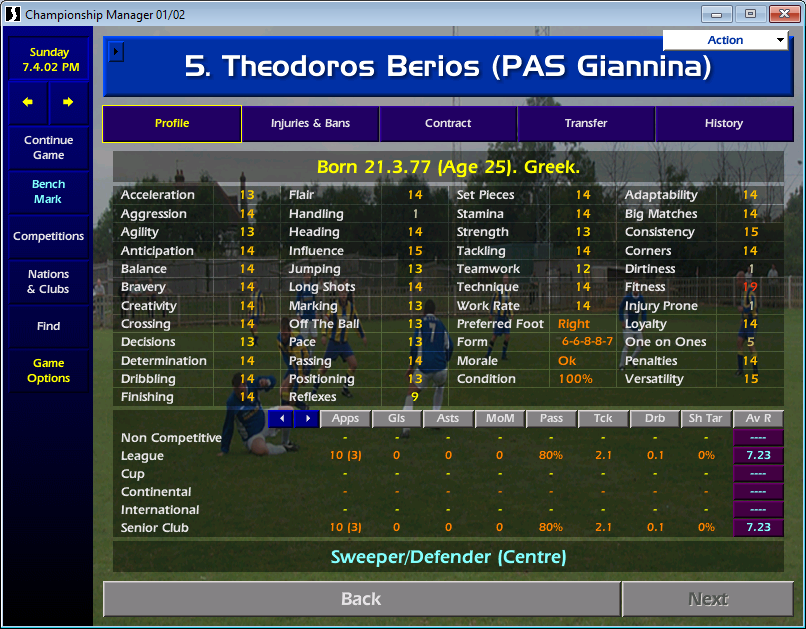 Championship Manager 01/02
Sunday
7.4.02 PM
Continue
Game
Bench
Mark
Competitions
Nations
& Clubs
Find
Game
Options
Action
5. Theodoros Berios (PAS Giannina)
Profile Injuries & Bans Contract Transfer History
Born 21.3.77 (Age 25). Greek.
Acceleration 13 Flair 14 Set Pieces 14 Adaptability 14
Aggression 14 Handling 1 Stamina 14 Big Matches 14
Agility 13 Heading 14 Strength 13 Consistency 15
Anticipation 14 Influence 15 Tackling 14 Corners 14
Balance 14 Jumping 13 Teamwork 12 Dirtiness 1
Bravery 14 Long Shots 14 Technique 14 Fitness 19
Creativity 14 Marking 13 Work Rate 14 Injury Prone 1
Crossing 14 Off The Ball 13 Preferred Foot Right Loyalty 14
Decisions 13 Pace 13 Form 6-6-8-8-7 One on Ones 5
Determination 14 Passing 14 Morale Ok Penalties 14
Dribbling 14 Positioning 13 Condition 100% Versatility 15
Finishing 14 Reflexes 9
Apps Gls Asts MoM Pass Tck Drb Sh Tar Av R
Non Competitive - - - - - - - - ----
League 10 (3) 0 0 0 80% 2.1 0.1 0% 7.23
Cup - - - - - - - - ----
Continental - - - - - - - - ----
International - - - - - - - - ----
Senior Club 10 (3) 0 0 0 80% 2.1 0.1 0% 7.23
Sweeper/Defender (Centre)
Back Next